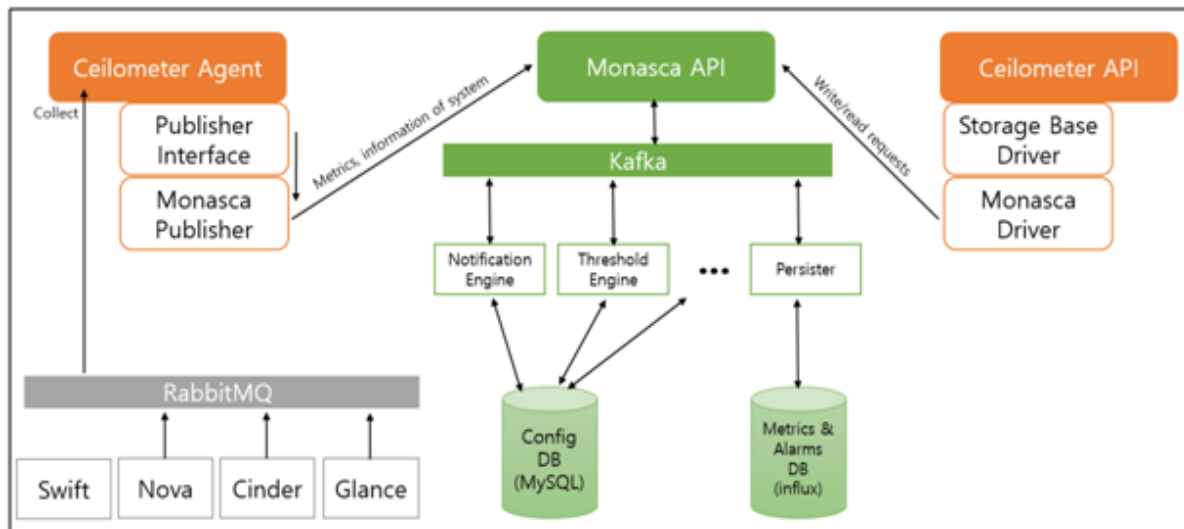 Ceilometer Agent
Monasca API
Ceilometer API
Collect
Publisher
Interface
Metrics, information of system
Write/read requests
Storage Base
Driver
Kafka
Monasca
Publisher
Monasca
Driver
Notification
Engine
Threshold
Engine
...
Persister
RabbitMQ
Config
DB
(MySQL)
Metrics &
Alarms
DB
(influx)
Swift
Nova
Cinder
Glance